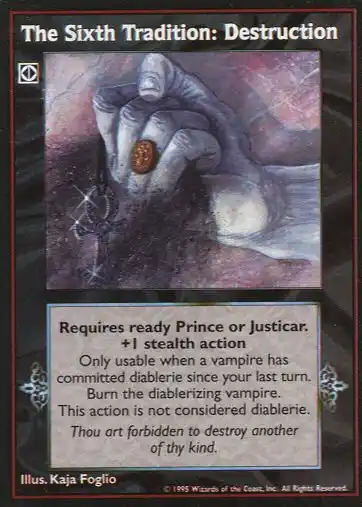 The Sixth Tradition: Destruction
Requires ready Prince or Justicar.
+1 stealth action
Only usable when a vampire has
committed diablerie since your last turn.
Burn the diablerizing vampire.
This action is not considered diablerie.
Thou art forbidden to destroy another
of thy kind.
Illus. Kaja Foglio
© 1995 Wizards of the Coast, Inc. All Rights Reserved.